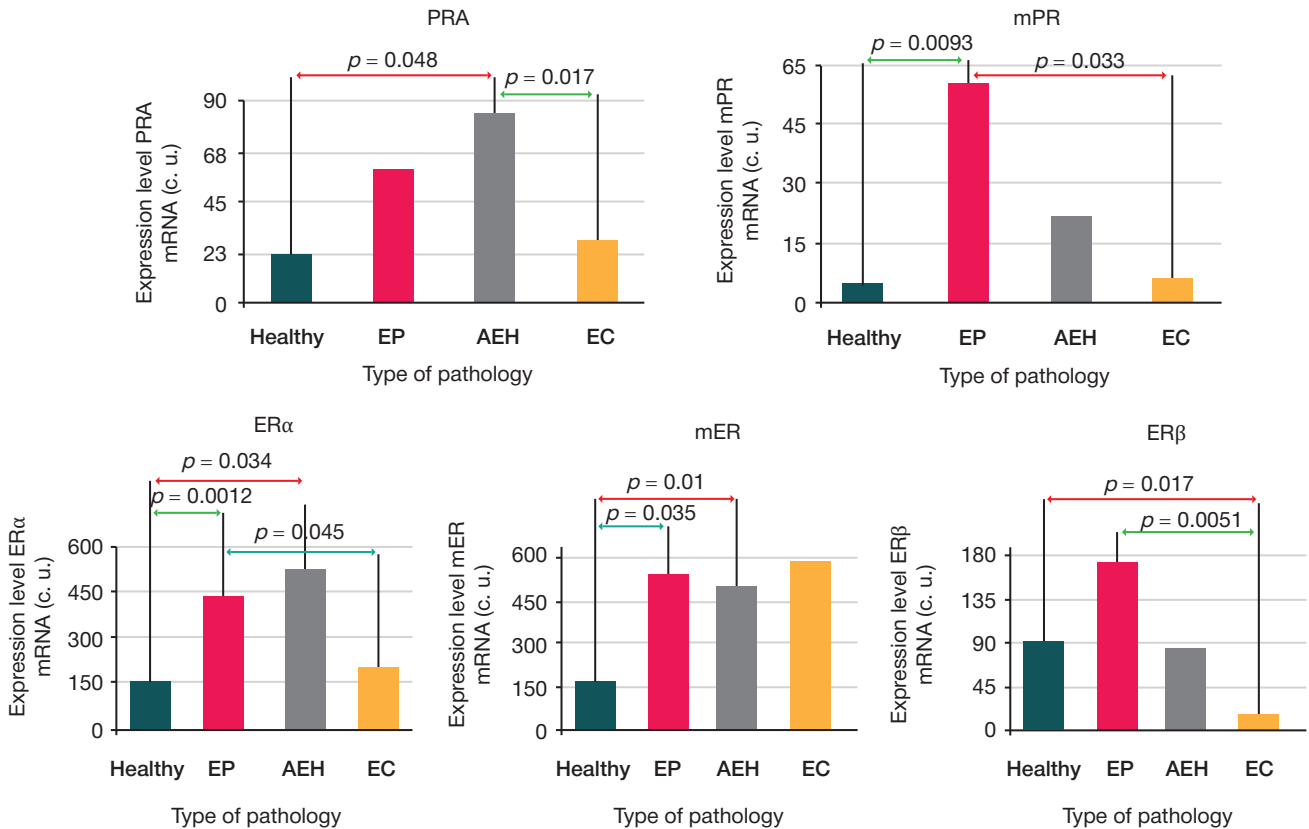 PRA
p = 0.048
p = 0.017
Expression level PRA
mRNA (c. u.)
90
68
45
23
0
Healthy EP AEH EC
Type of pathology
mPR
p = 0.0093
p = 0.033
Expression level mPR
mRNA (c. u.)
65
45
30
15
0
Healthy EP AEH EC
Type of pathology
ERα
p = 0.034
p = 0.0012
p = 0.045
Expression level ERα
mRNA (c. u.)
600
450
300
150
0
Healthy EP AEH EC
Type of pathology
mER
p = 0.01
p = 0.035
Expression level mER
mRNA (c. u.)
600
450
300
150
0
Healthy EP AEH EC
Type of pathology
ERβ
p = 0.017
p = 0.0051
Expression level ERβ
mRNA (c. u.)
180
135
90
45
0
Healthy EP AEH EC
Type of pathology